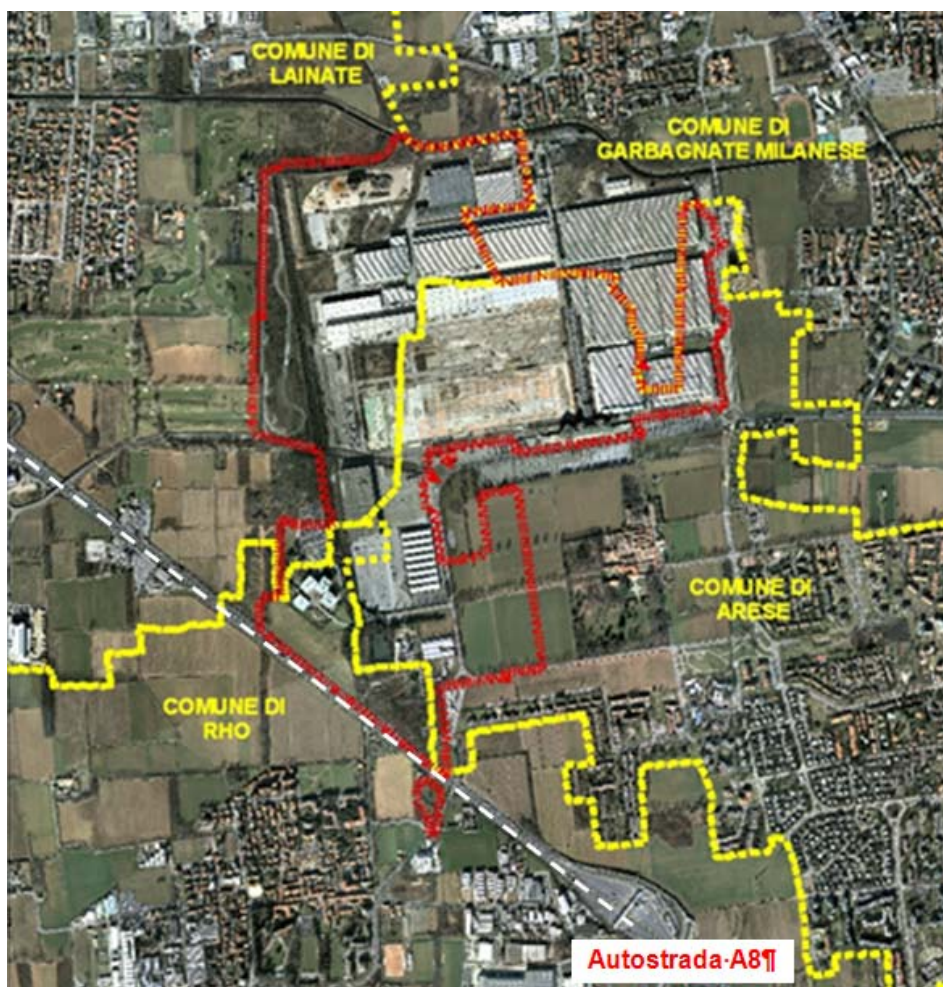 COMUNE DI
LAINATE
COMUNE DI
GARBAGNATE MILANESE
COMUNE DI
ARESE
COMUNE DI
RHO
Autostrada·A8¶